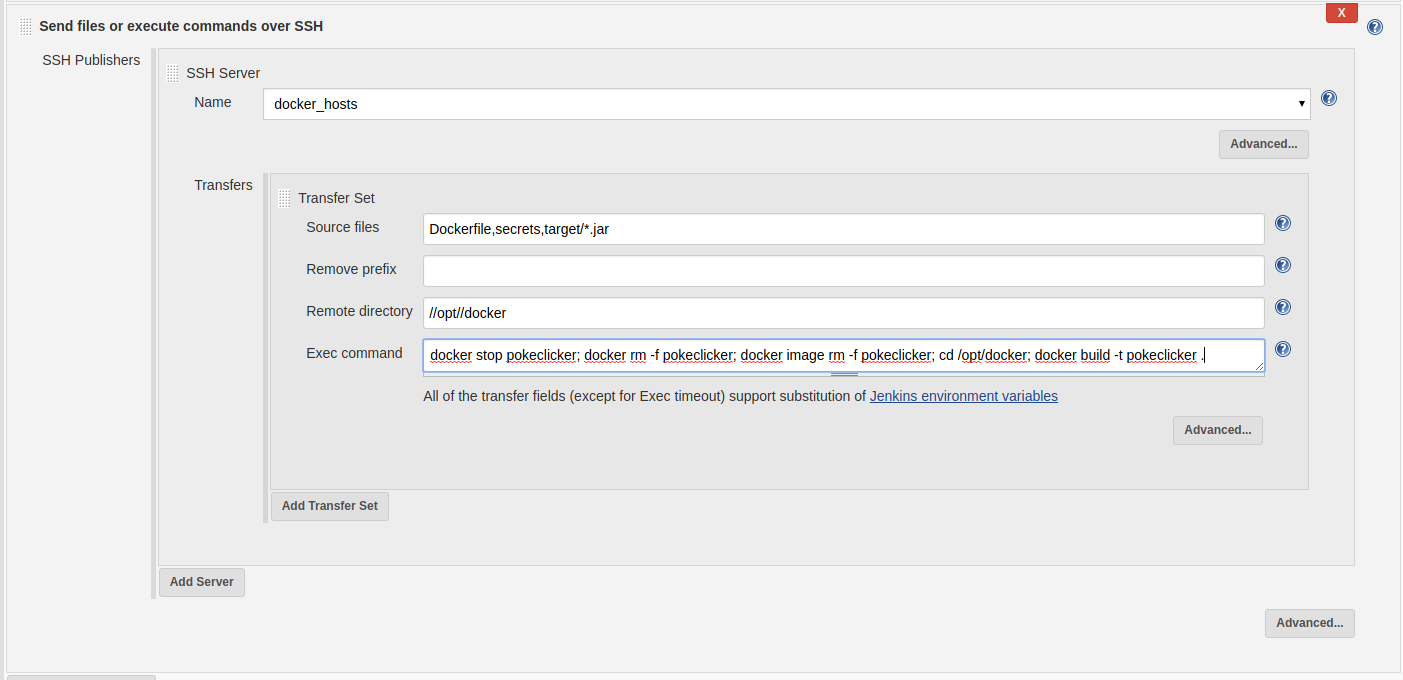 Send files or execute commands over SSH
X
SSH Publishers
SSH Server
Name
docker_hosts
Advanced...
Transfers
Transfer Set
Source files
Dockerfile,secrets,target/*.jar
Remove prefix
Remote directory
//opt//docker
Exec command
docker stop pokeclicker; docker rm -f pokeclicker; docker image rm -f pokeclicker; cd /opt/docker; docker build -t pokeclicker .
All of the transfer fields (except for Exec timeout) support substitution of Jenkins environment variables
Advanced...
Add Transfer Set
Add Server
Advanced...